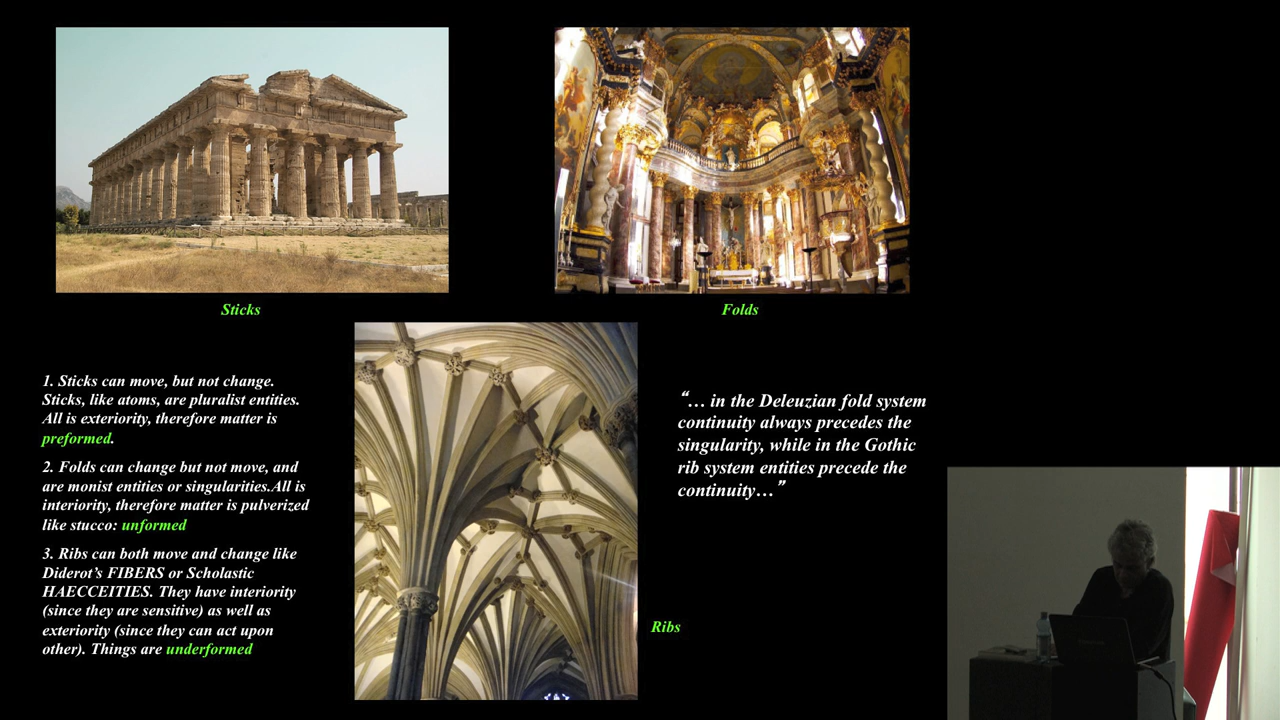 Sticks
Folds
1. Sticks can move, but not change.
Sticks, like atoms, are pluralist entities.
All is exteriority, therefore matter is
preformed.
2. Folds can change but not move, and
are monist entities or singularities.All is
interiority, therefore matter is pulverized
like stucco: unformed
3. Ribs can both move and change like
Diderot’s FIBERS or Scholastic
HAECCEITIES. They have interiority
(since they are sensitive) as well as
exteriority (since they can act upon
other). Things are underformed
“… in the Deleuzian fold system
continuity always precedes the
singularity, while in the Gothic
rib system entities precede the
continuity…”
Ribs